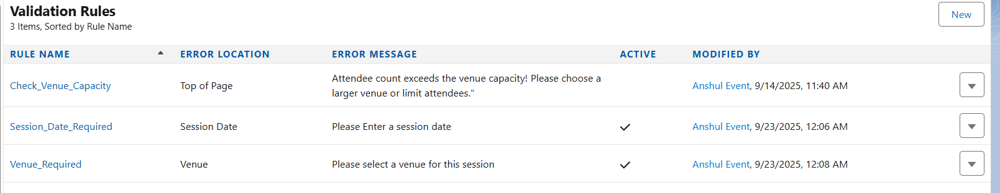 Validation Rules
3 Items, Sorted by Rule Name
New
RULE NAME ERROR LOCATION ERROR MESSAGE ACTIVE MODIFIED BY
Check_Venue_Capacity Top of Page Attendee count exceeds the venue capacity! Please choose a
larger venue or limit attendees." Anshul Event, 9/14/2025, 11:40 AM
Session_Date_Required Session Date Please Enter a session date Anshul Event, 9/23/2025, 12:06 AM
Venue_Required Venue Please select a venue for this session Anshul Event, 9/23/2025, 12:08 AM